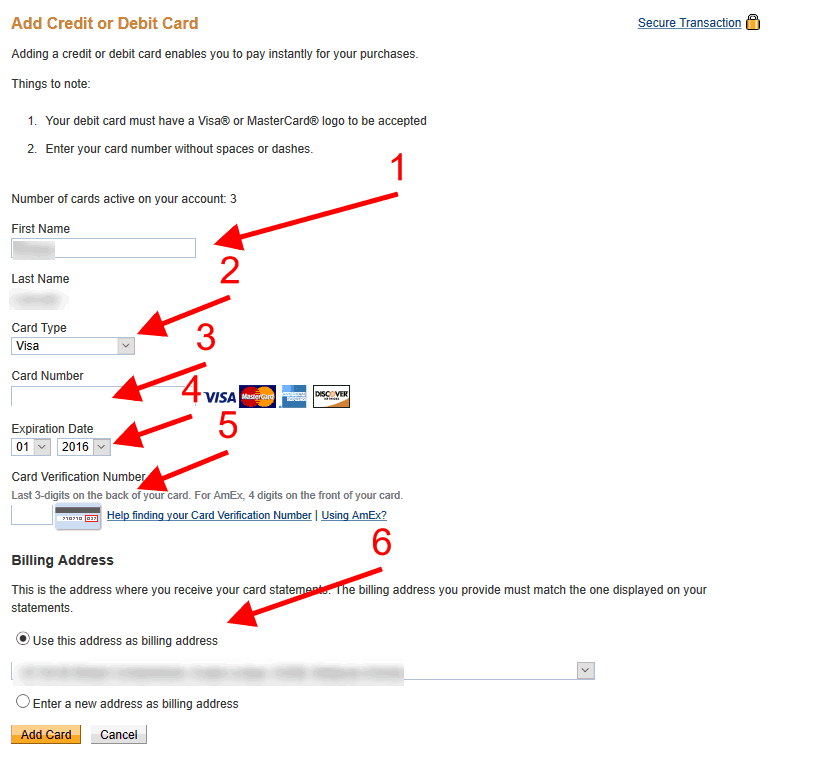 Add Credit or Debit Card
Secure Transaction
Adding a credit or debit card enables you to pay instantly for your purchases.
Things to note:
1. Your debit card must have a Visa® or MasterCard® logo to be accepted
2. Enter your card number without spaces or dashes.
1
Number of cards active on your account: 3
First Name
2
Last Name
Card Type
3
Visa
Card Number
4 VISA MasterCard DISCOVER
5
Expiration Date
01 2016
Card Verification Number
Last 3-digits on the back of your card. For AmEx, 4 digits on the front of your card.
Help finding your Card Verification Number | Using AmEx?
6
Billing Address
This is the address where you receive your card statements. The billing address you provide must match the one displayed on your
statements.
Use this address as billing address
Enter a new address as billing address
Add Card Cancel